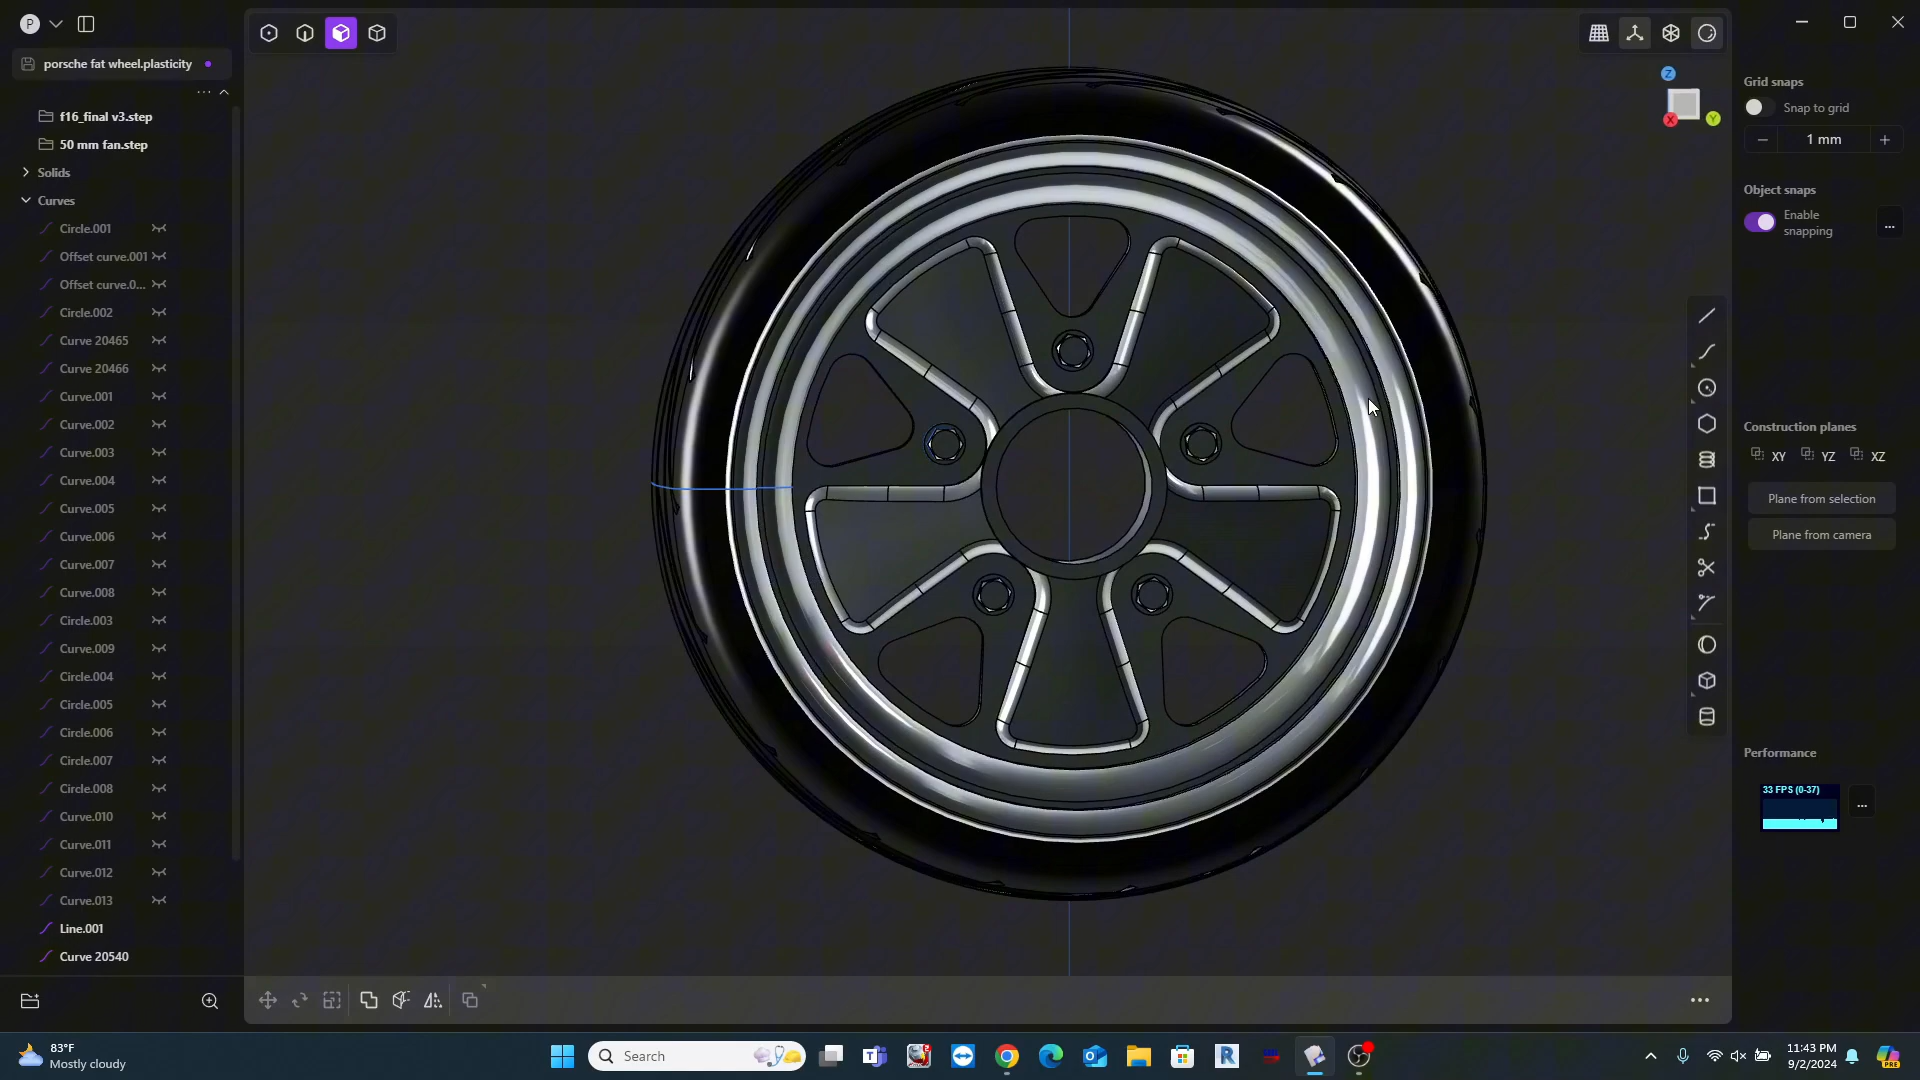 P
porsche fat wheel.plasticity
f16_final v3.step
50 mm fan.step
Solids
Curves
Circle.001
Offset curve.001
Offset curve.0...
Circle.002
Curve 20465
Curve 20466
Curve.001
Curve.002
Curve.003
Curve.004
Curve.005
Curve.006
Curve.007
Curve.008
Circle.003
Curve.009
Circle.004
Circle.005
Circle.006
Circle.007
Circle.008
Curve.010
Curve.011
Curve.012
Curve.013
Line.001
Curve 20540
Z
X
Y
Grid snaps
Snap to grid
1 mm
Object snaps
Enable
snapping
Construction planes
XY YZ XZ
Plane from selection
Plane from camera
Performance
33 FPS (0-37)
83°F
Mostly cloudy
Search
11:43 PM
9/2/2024